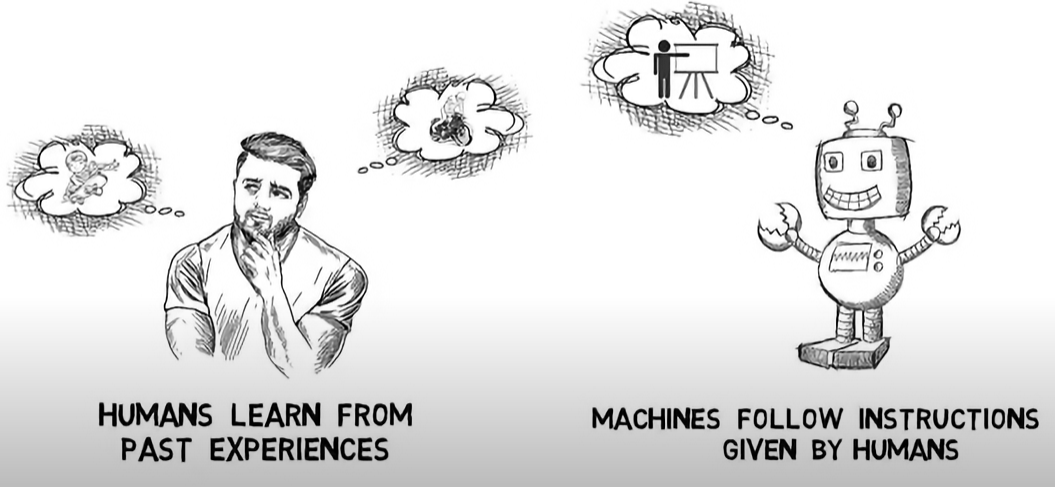 HUMANS LEARN FROM
PAST EXPERIENCES
MACHINES FOLLOW INSTRUCTIONS
GIVEN BY HUMANS